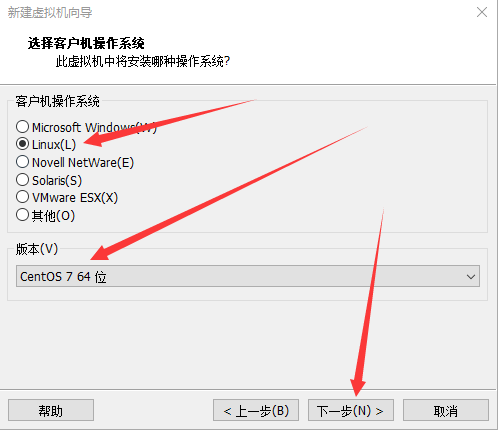 新建虚拟机向导
选择客户机操作系统
此虚拟机中将安装哪种操作系统?
客户机操作系统
Microsoft Windows(W)
Linux(L)
Novell NetWare(E)
Solaris(S)
VMware ESX(X)
其他(O)
版本(V)
CentOS 7 64 位
帮助
< 上一步(B)
下一步(N) >
取消